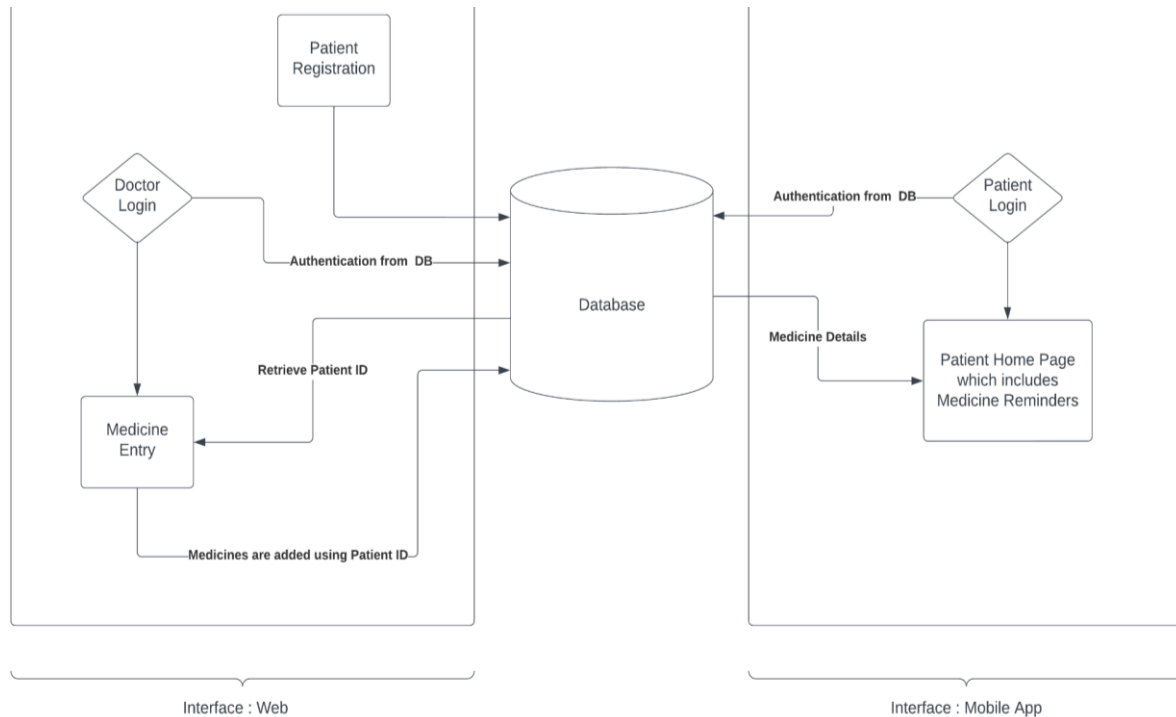 Patient
Registration
Doctor
Login
Authentication from  DB
Patient
Login
Authentication from  DB
Database
Medicine Details
Retrieve Patient ID
Patient Home Page
which includes
Medicine Reminders
Medicine
Entry
Medicines are added using Patient ID
Interface : Web
Interface : Mobile App